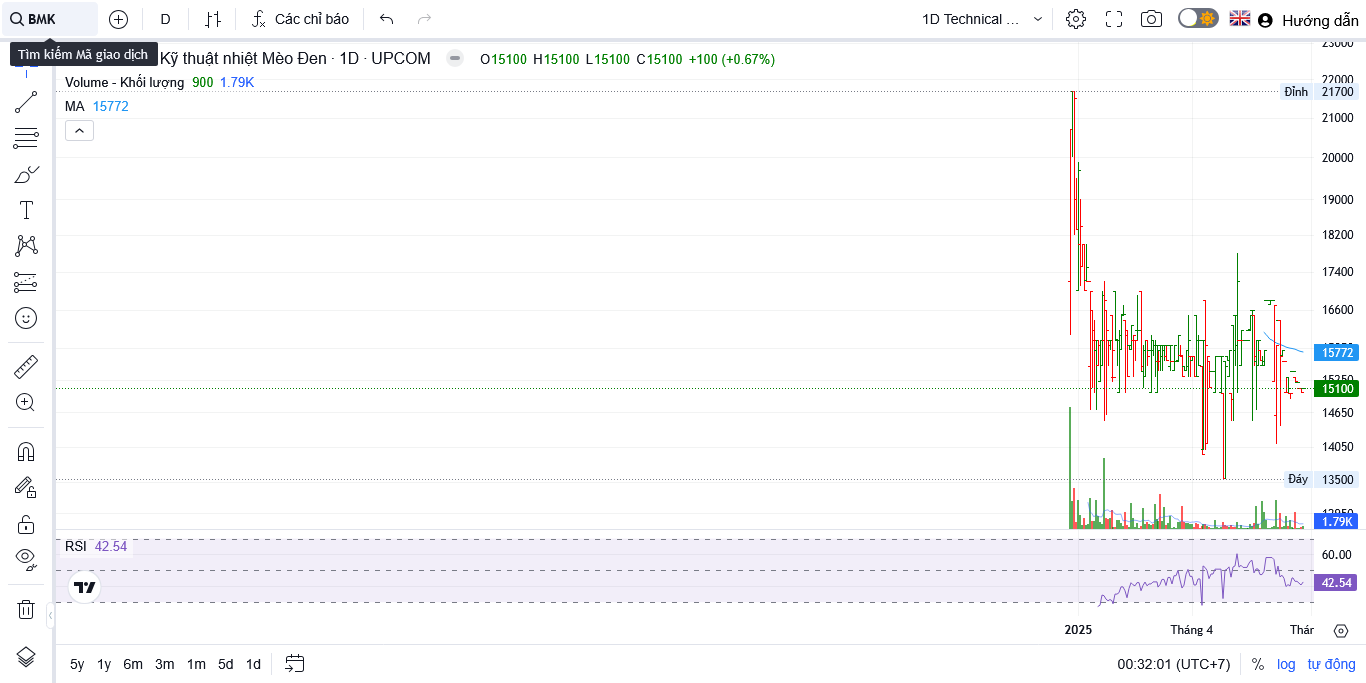 BMK
D
Các chỉ báo
1D Technical ...
Hướng dẫn
Tìm kiếm Mã giao dịch
Kỹ thuật nhiệt Mèo Đen · 1D · UPCOM
O15100 H15100 L15100 C15100 +100 (+0.67%)
Volume - Khối lượng 900 1.79K
MA 15772
23000
22000
Đỉnh 21700
21000
20000
19000
18200
17400
16600
15772
15250
15100
14650
14050
Đáy 13500
1.79K
RSI 42.54
60.00
42.54
2025
Tháng 4
Thár
5y 1y 6m 3m 1m 5d 1d
00:32:01 (UTC+7)
% log tự động